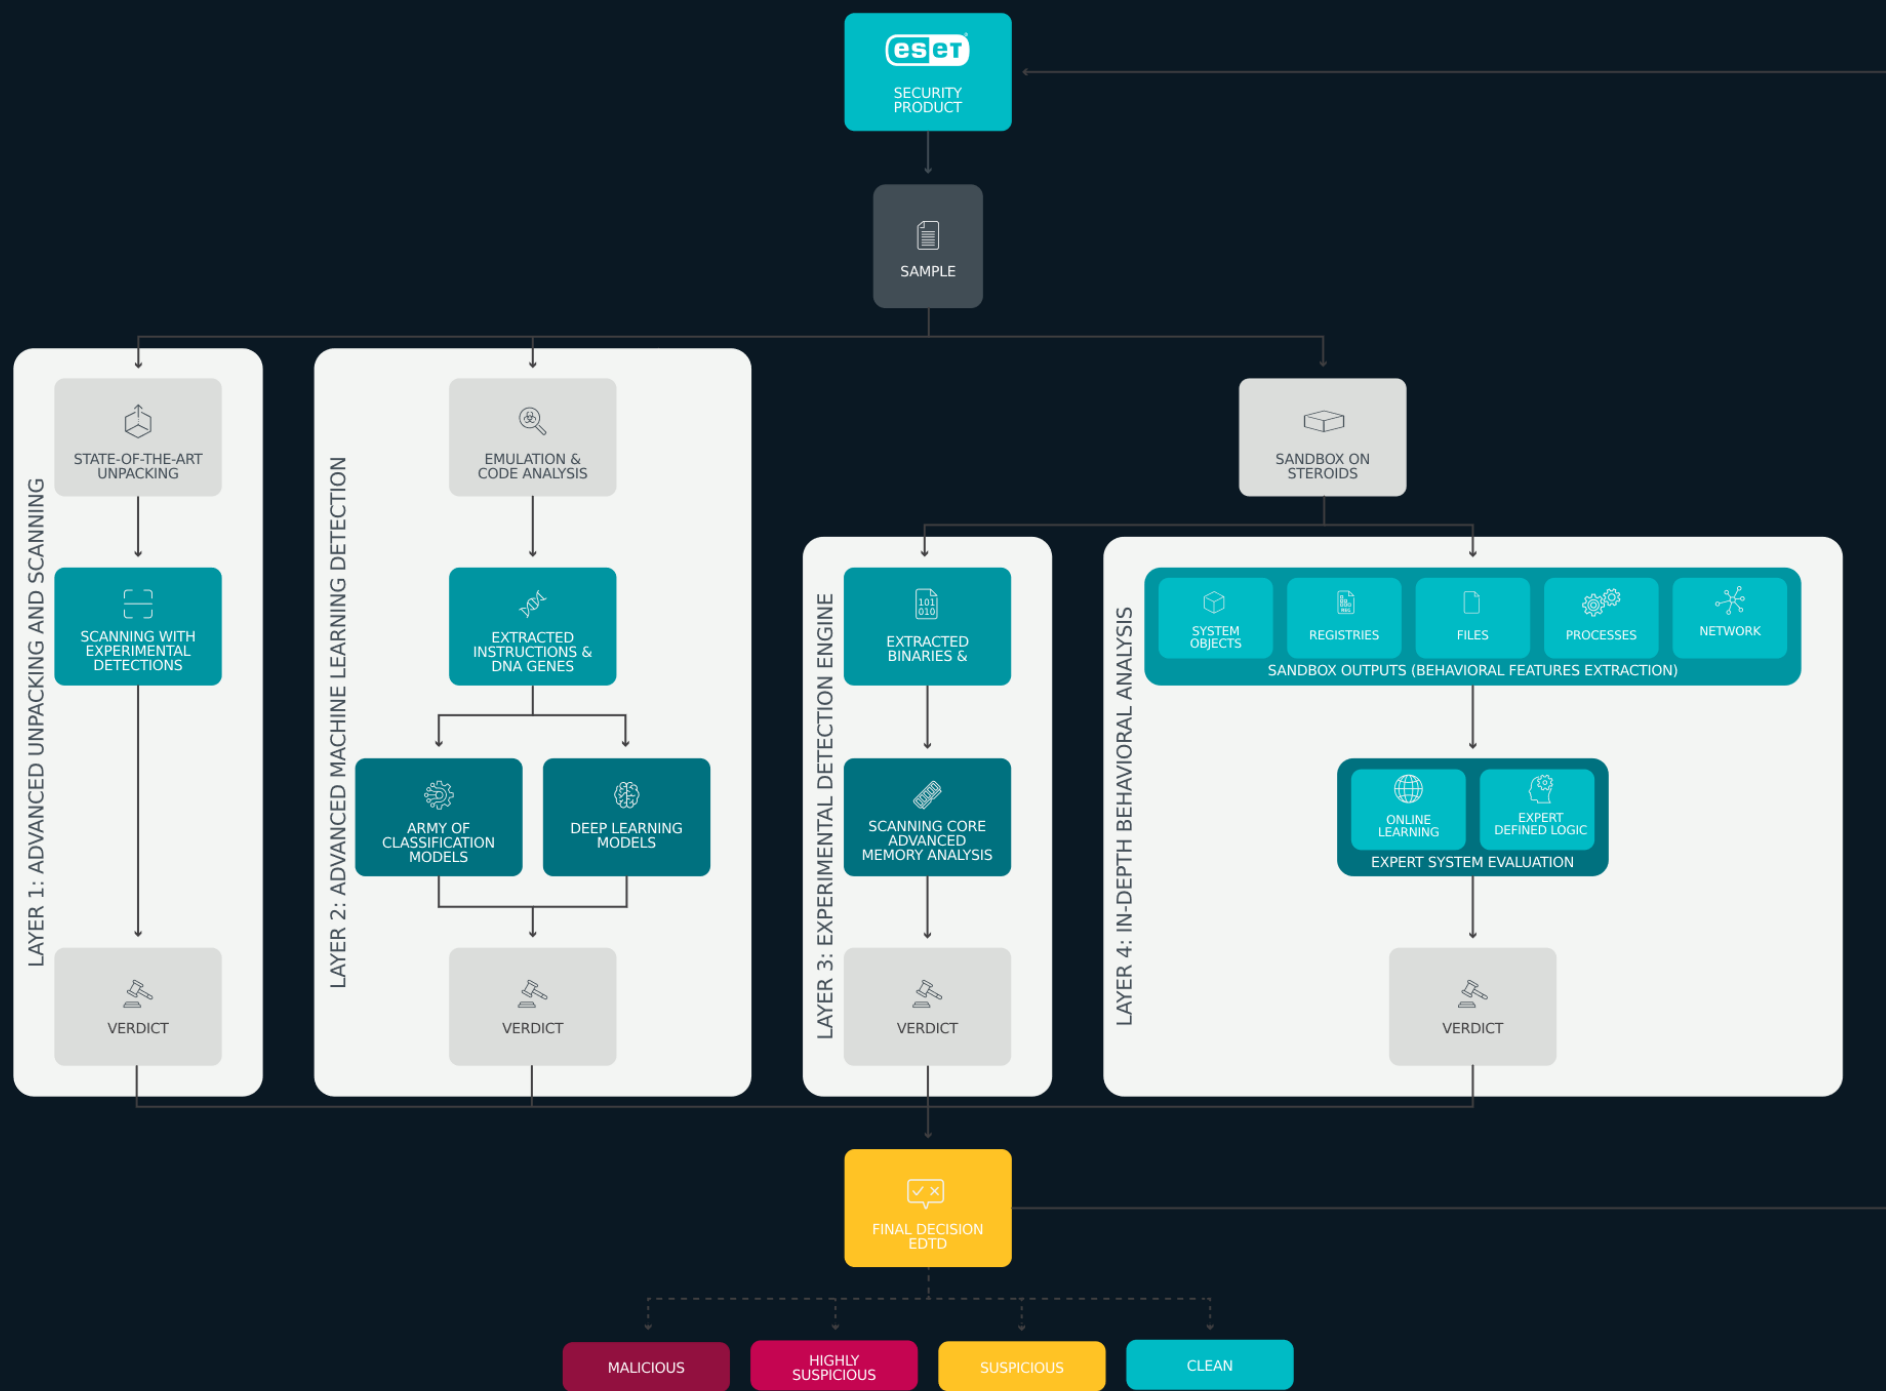 eset
SECURITY
PRODUCT
SAMPLE
LAYER 1: ADVANCED UNPACKING AND SCANNING
STATE-OF-THE-ART
UNPACKING
SCANNING WITH
EXPERIMENTAL
DETECTIONS
VERDICT
LAYER 2: ADVANCED MACHINE LEARNING DETECTION
EMULATION &
CODE ANALYSIS
EXTRACTED
INSTRUCTIONS &
DNA GENES
ARMY OF
CLASSIFICATION
MODELS
DEEP LEARNING
MODELS
VERDICT
SANDBOX ON
STEROIDS
LAYER 3: EXPERIMENTAL DETECTION ENGINE
101
010
EXTRACTED
BINARIES &
SCANNING CORE
ADVANCED
MEMORY ANALYSIS
VERDICT
LAYER 4: IN-DEPTH BEHAVIORAL ANALYSIS
SYSTEM
OBJECTS
REGISTRIES
FILES
PROCESSES
NETWORK
SANDBOX OUTPUTS (BEHAVIORAL FEATURES EXTRACTION)
ONLINE
LEARNING
EXPERT
DEFINED LOGIC
EXPERT SYSTEM EVALUATION
VERDICT
FINAL DECISION
EDTD
MALICIOUS
HIGHLY
SUSPICIOUS
SUSPICIOUS
CLEAN